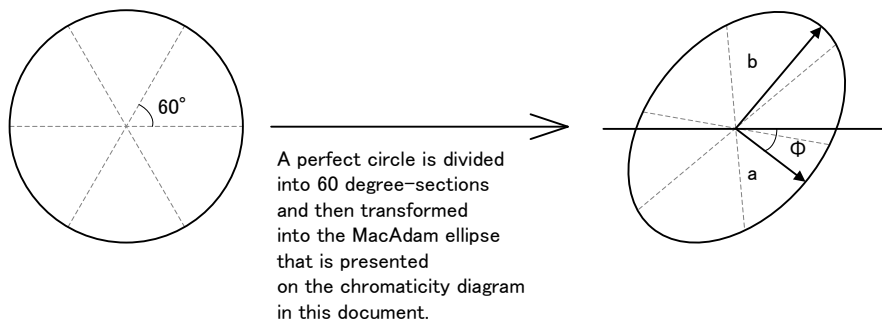 60°
A perfect circle is divided
into 60 degree-sections
and then transformed
into the MacAdam ellipse
that is presented
on the chromaticity diagram
in this document.
b
Φ
a